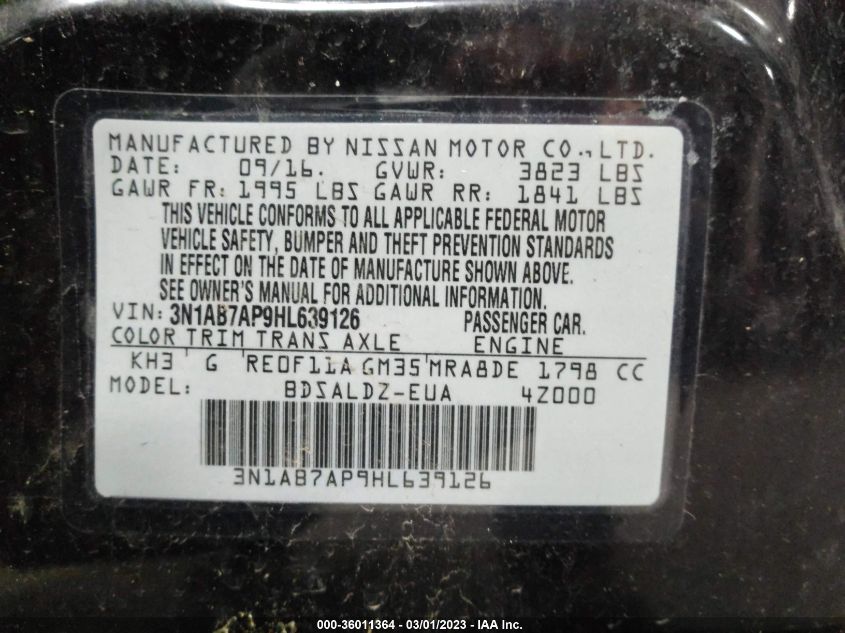 MANUFACTURED BY NISSAN MOTOR CO., LTD.
DATE: 09/16. GVWR: 3823 LBS
GAWR FR: 1995 LBS GAWR RR: 1841 LBS
THIS VEHICLE CONFORMS TO ALL APPLICABLE FEDERAL MOTOR
VEHICLE SAFETY, BUMPER AND THEFT PREVENTION STANDARDS
IN EFFECT ON THE DATE OF MANUFACTURE SHOWN ABOVE.
SEE OWNER'S MANUAL FOR ADDITIONAL INFORMATION.
VIN: 3N1AB7AP9HL639126 PASSENGER CAR.
COLOR TRIM TRANS AXLE ENGINE
KH3 G RE0F11A GM35 MRA8DE 1798 CC
MODEL: BDSALDZ-EUA 4Z000
3N1AB7AP9HL639126
000-36011364 / 03/01/2023 - IAA Inc.